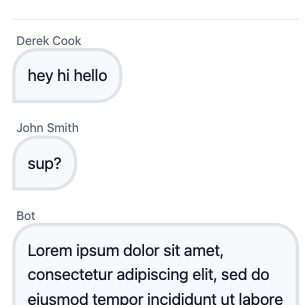 Derek Cook
hey hi hello
John Smith
sup?
Bot
Lorem ipsum dolor sit amet,
consectetur adipiscing elit, sed do
eiusmod tempor incididunt ut labore